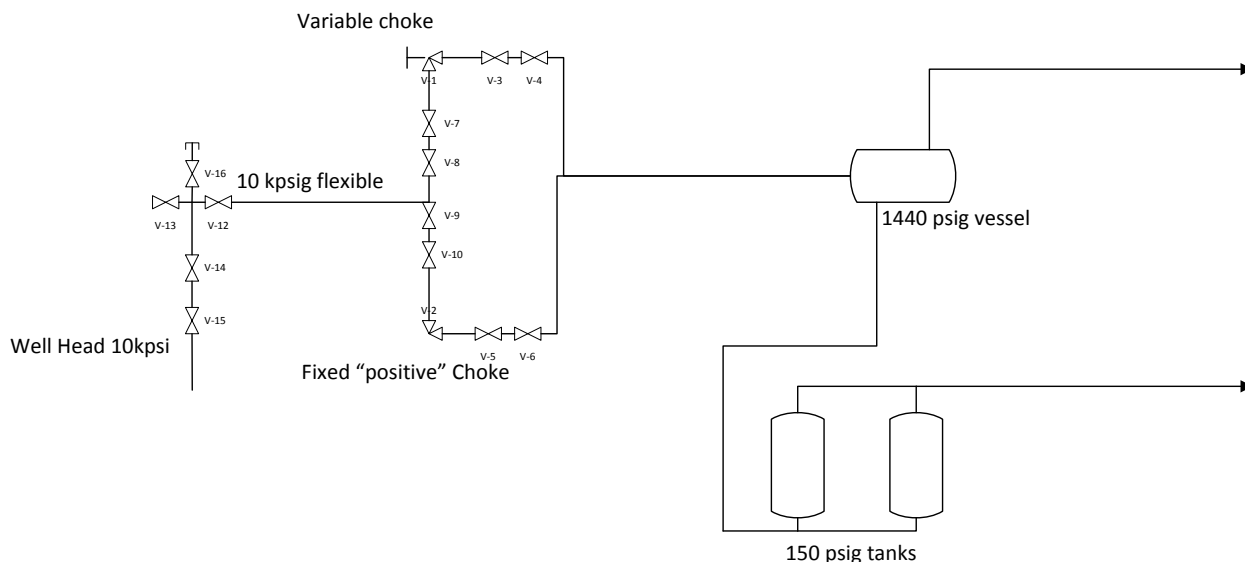 Variable choke
V-1
V-3
V-4
V-7
V-8
V-16
10 kpsig flexible
V-13
V-12
V-9
1440 psig vessel
V-10
V-14
V-2
V-15
Well Head 10kpsi
V-5
V-6
Fixed “positive” Choke
150 psig tanks